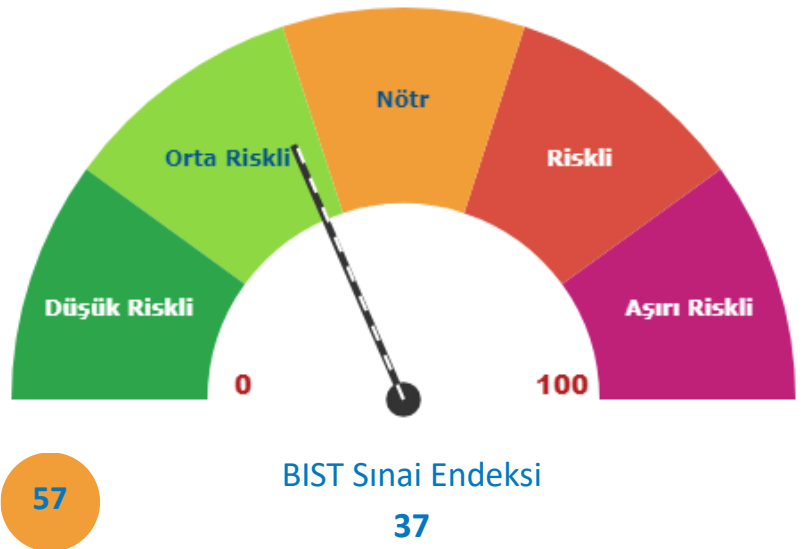 Nötr
Orta Riskli
Riskli
Düşük Riskli
Aşırı Riskli
0
100
BIST Sınai Endeksi
57
37